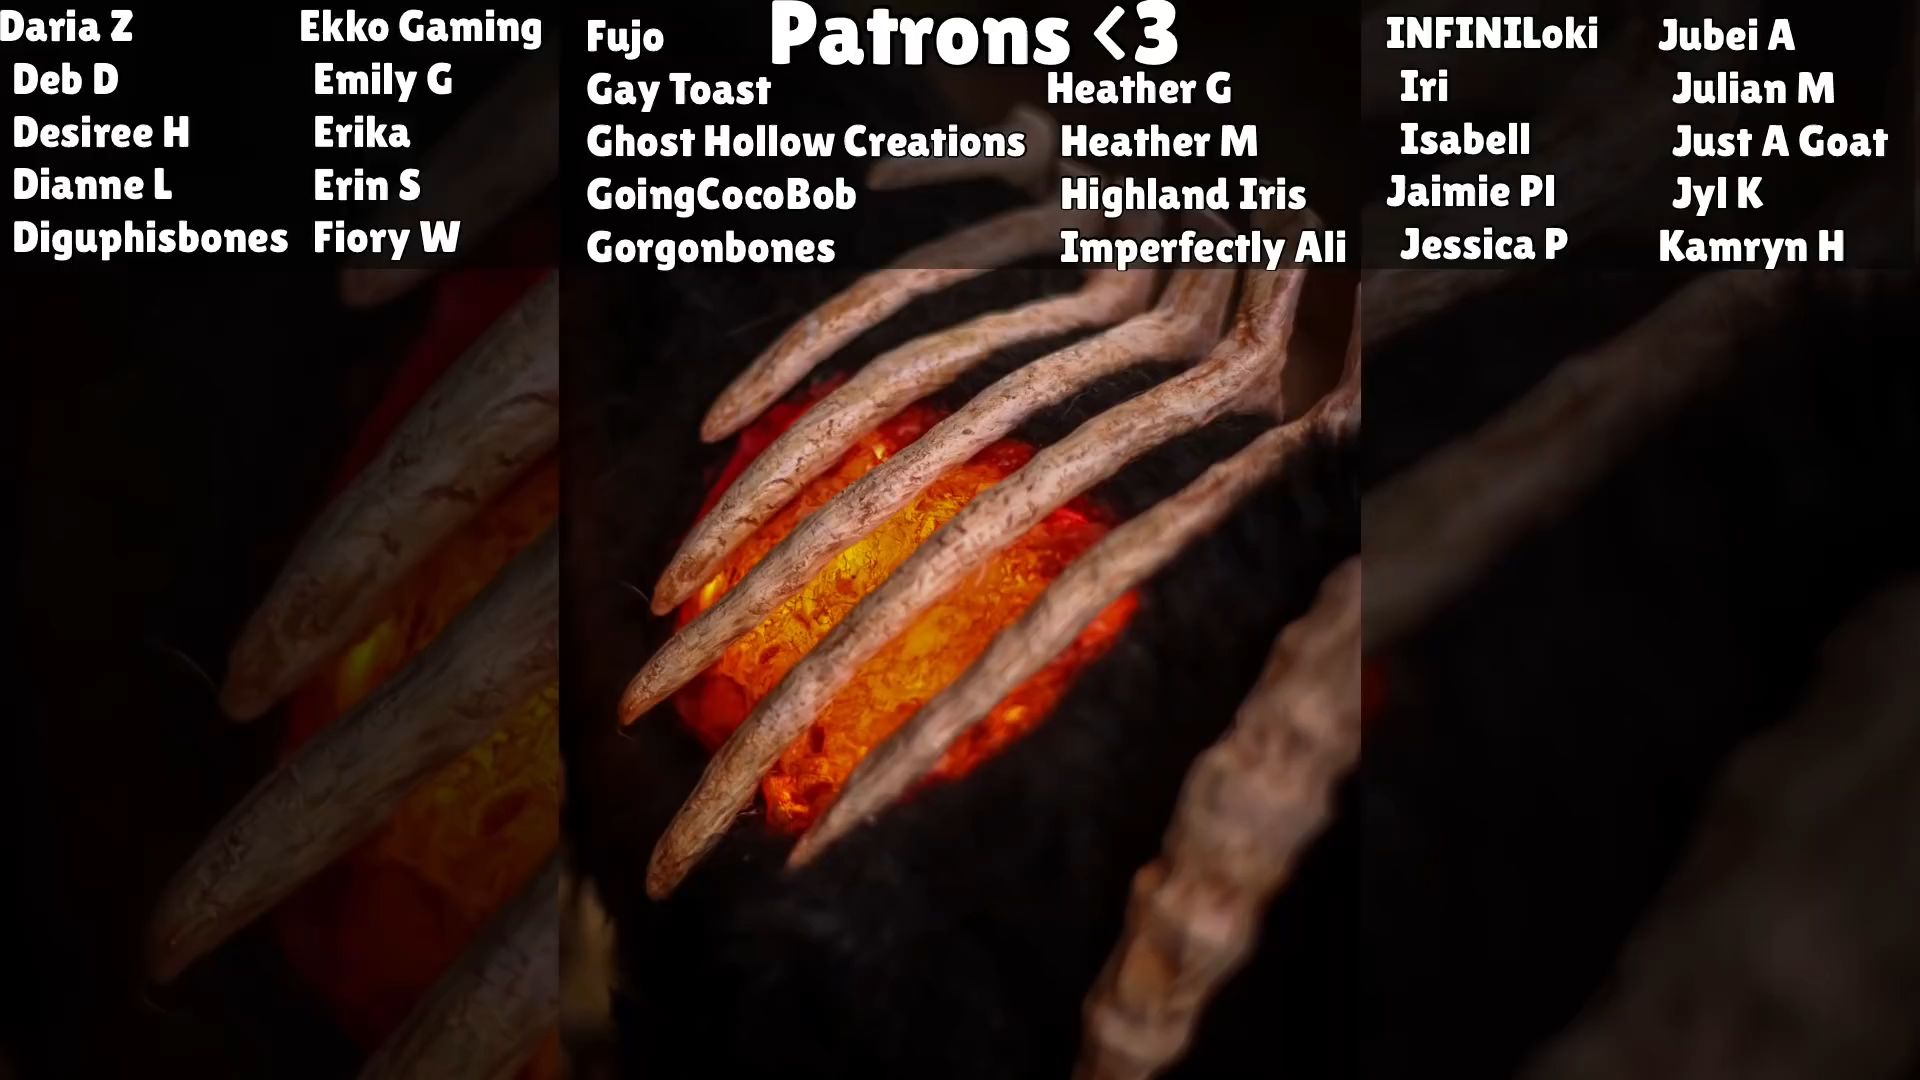 Patrons <3
Daria Z
Deb D
Desiree H
Dianne L
Diguphisbones
Ekko Gaming
Emily G
Erika
Erin S
Fiory W
Fujo
Gay Toast
Ghost Hollow Creations
GoingCocoBob
Gorgonbones
Heather G
Heather M
Highland Iris
Imperfectly Ali
INFINILoki
Iri
Isabell
Jaimie Pl
Jessica P
Jubei A
Julian M
Just A Goat
Jyl K
Kamryn H